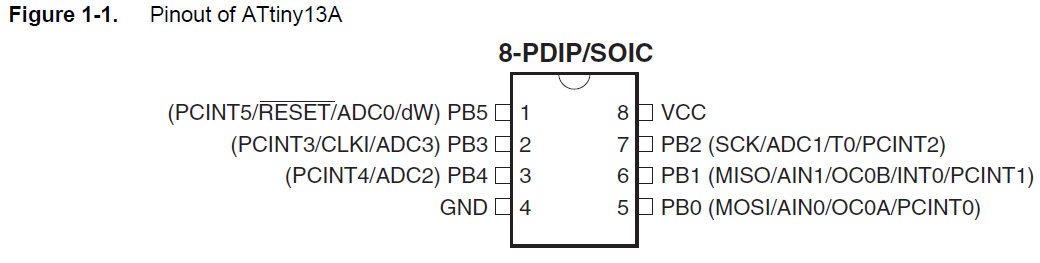 Figure 1-1. Pinout of ATtiny13A
8-PDIP/SOIC
(PCINT5/RESET/ADC0/dW) PB5 1 8 VCC
(PCINT3/CLKI/ADC3) PB3 2 7 PB2 (SCK/ADC1/T0/PCINT2)
(PCINT4/ADC2) PB4 3 6 PB1 (MISO/AIN1/OC0B/INT0/PCINT1)
GND 4 5 PB0 (MOSI/AIN0/OC0A/PCINT0)